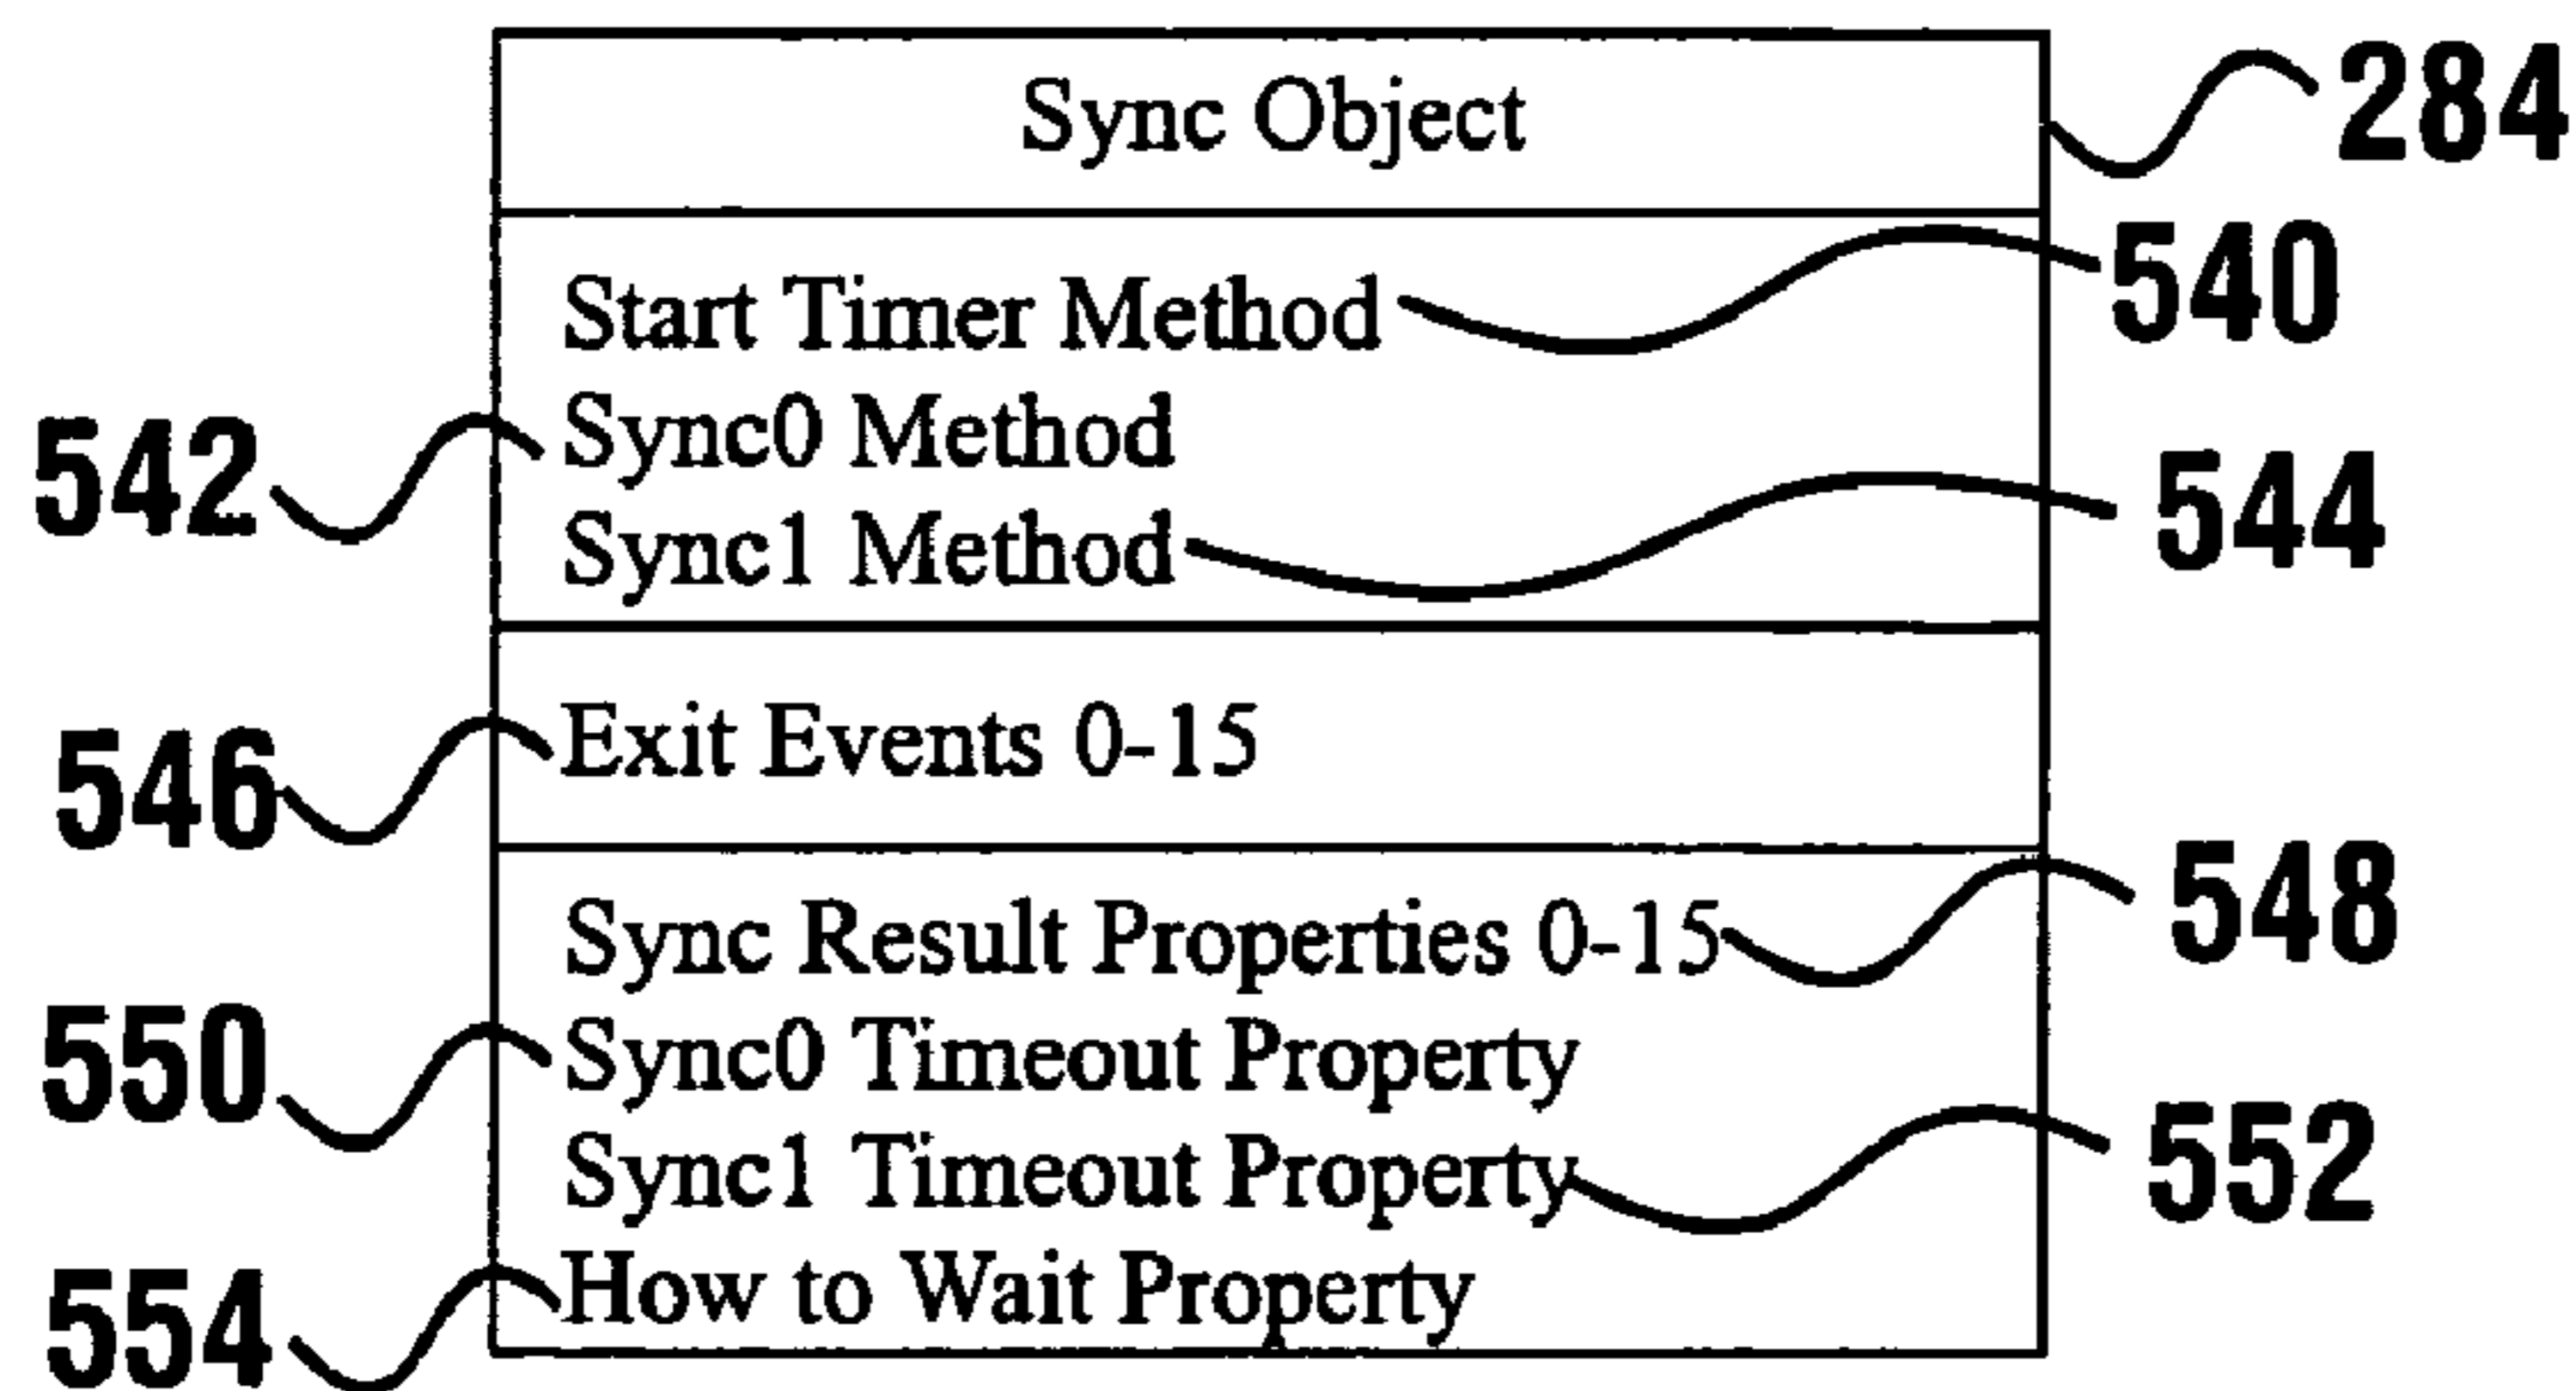 Sync Object 284
Start Timer Method 540
542 Sync0 Method
Sync1 Method 544
546 Exit Events 0-15
Sync Result Properties 0-15 548
550 Sync0 Timeout Property
Sync1 Timeout Property 552
554 How to Wait Property